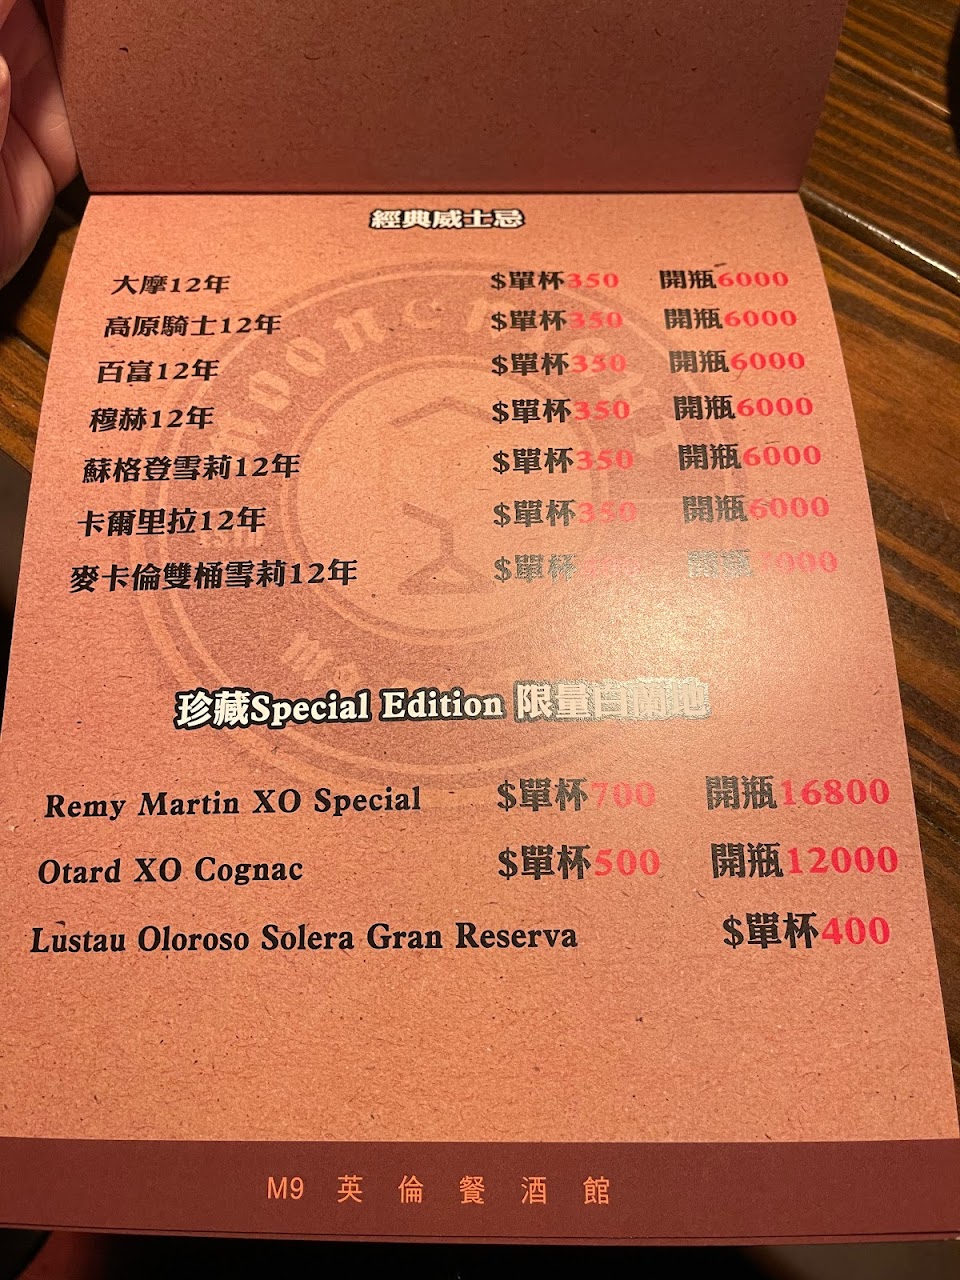 經典威士忌
大摩12年 $單杯350 開瓶6000
高原騎士12年 $單杯350 開瓶6000
百富12年 $單杯350 開瓶6000
穆赫12年 $單杯350 開瓶6000
蘇格登雪莉12年 $單杯350 開瓶6000
卡爾里拉12年 $單杯350 開瓶6000
麥卡倫雙桶雪莉12年 $單杯 開瓶7000
珍藏Special Edition 限量白蘭地
Remy Martin XO Special $單杯700 開瓶16800
Otard XO Cognac $單杯500 開瓶12000
Lustau Oloroso Solera Gran Reserva $單杯400
M9 英倫餐酒館